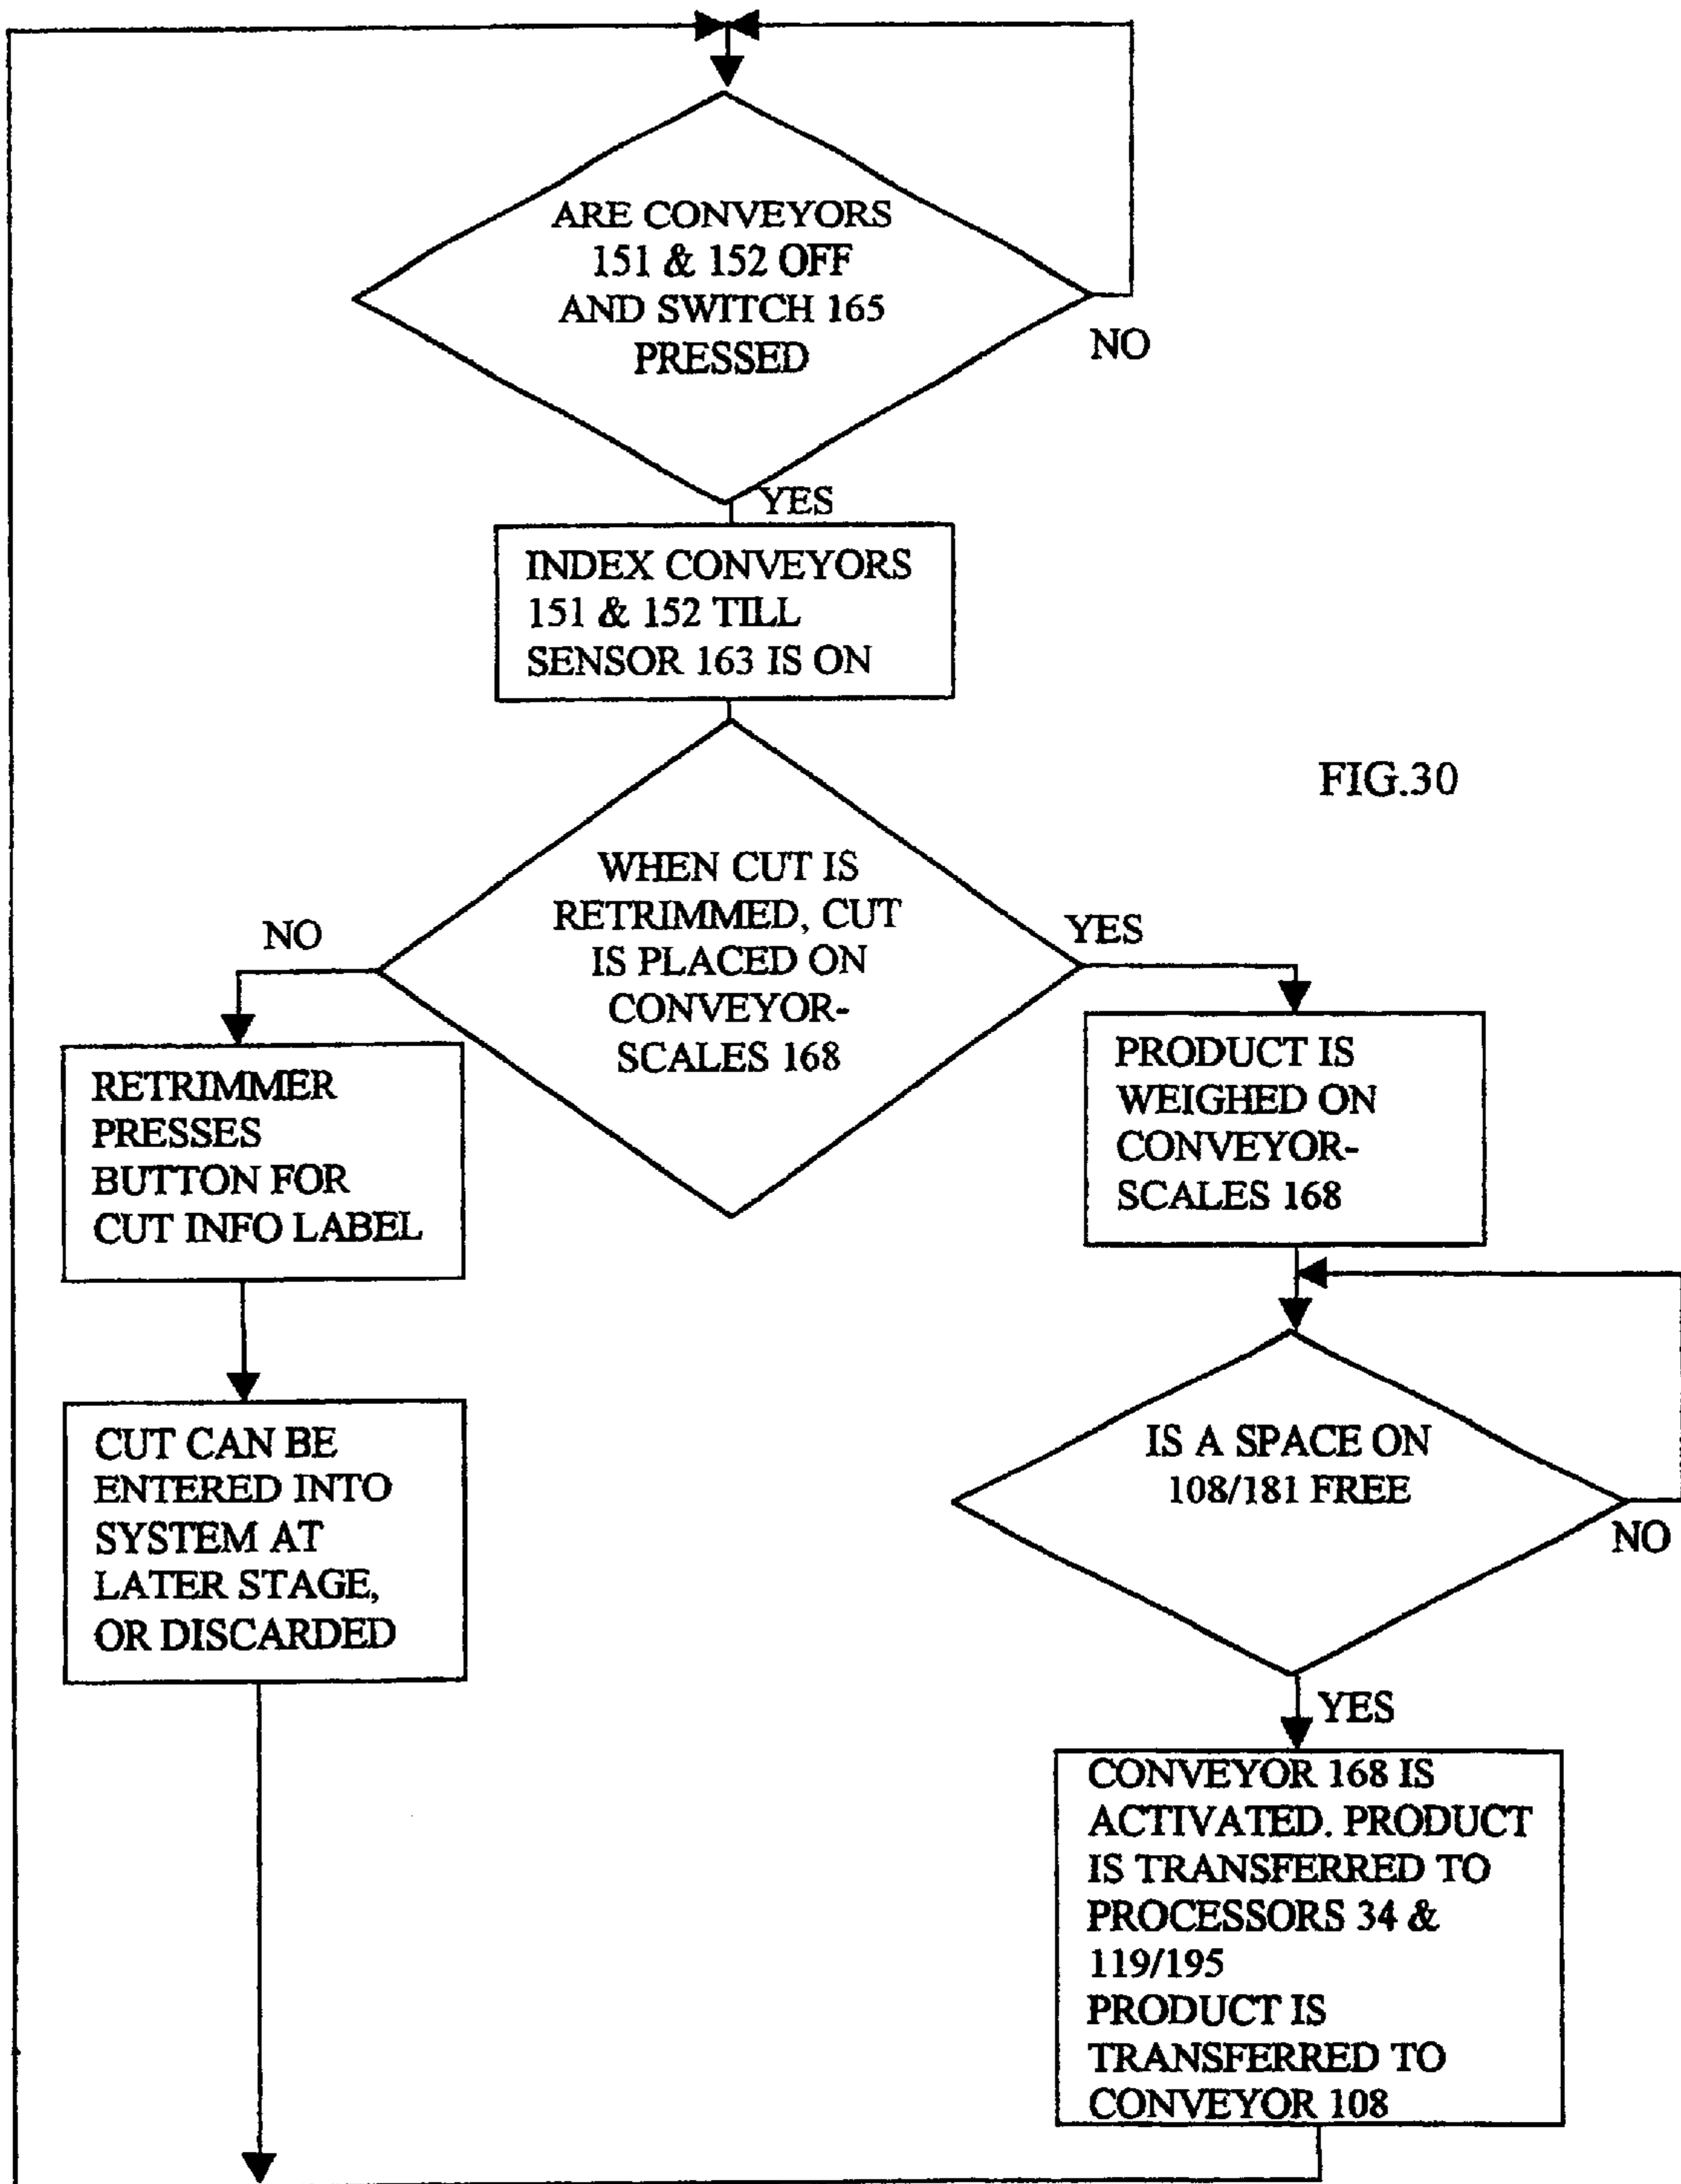 ARE CONVEYORS
151 & 152 OFF
AND SWITCH 165
PRESSED
NO
YES
INDEX CONVEYORS
151 & 152 TILL
SENSOR 163 IS ON
FIG.30
WHEN CUT IS
RETRIMMED, CUT
IS PLACED ON
CONVEYOR-
SCALES 168
NO
YES
RETRIMMER
PRESSES
BUTTON FOR
CUT INFO LABEL
PRODUCT IS
WEIGHED ON
CONVEYOR-
SCALES 168
CUT CAN BE
ENTERED INTO
SYSTEM AT
LATER STAGE,
OR DISCARDED
IS A SPACE ON
108/181 FREE
NO
YES
CONVEYOR 168 IS
ACTIVATED. PRODUCT
IS TRANSFERRED TO
PROCESSORS 34 &
119/195
PRODUCT IS
TRANSFERRED TO
CONVEYOR 108